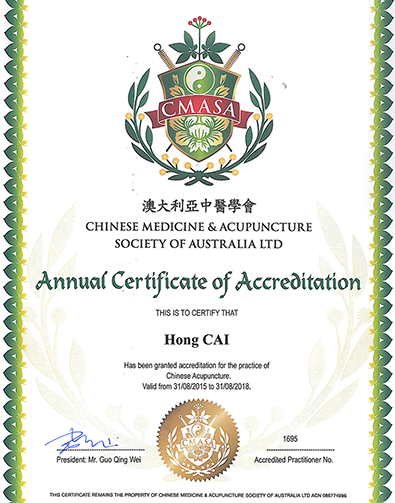 CMASA
澳大利亞中醫學會
CHINESE MEDICINE & ACUPUNCTURE
SOCIETY OF AUSTRALIA LTD
Annual Certificate of Accreditation
THIS IS TO CERTIFY THAT
Hong CAI
Has been granted accreditation for the practice of
Chinese Acupuncture.
Valid from 31/08/2015 to 31/08/2018.
CMASA
1695
President: Mr. Guo Qing Wei
Accredited Practitioner No.
THIS CERTIFICATE REMAINS THE PROPERTY OF CHINESE MEDICINE & ACUPUNCTURE SOCIETY OF AUSTRALIA LTD ACN